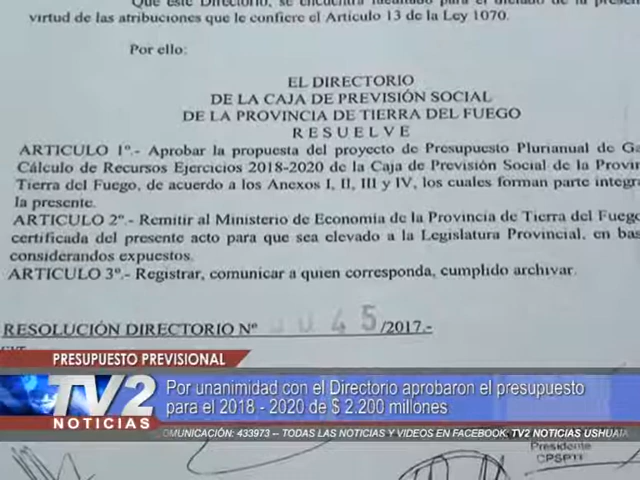 Que este Directorio, se encuentra facultado para el dictado de la presente
virtud de las atribuciones que le confiere el Artículo 13 de la Ley 1070.
Por ello:
EL DIRECTORIO
DE LA CAJA DE PREVISIÓN SOCIAL
DE LA PROVINCIA DE TIERRA DEL FUEGO
R E S U E L V E
ARTICULO 1º.- Aprobar la propuesta del proyecto de Presupuesto Plurianual de Ga
Cálculo de Recursos Ejercicios 2018-2020 de la Caja de Previsión Social de la Provin
Tierra del Fuego, de acuerdo a los Anexos I, II, III y IV, los cuales forman parte integra
la presente.
ARTICULO 2º.- Remitir al Ministerio de Economia de la Provincia de Tierra del Fuego
certificada del presente acto para que sea elevado a la Legislatura Provincial, en bas
considerandos expuestos.
ARTICULO 3º.- Registrar, comunicar a quien corresponda, cumplido archivar.
RESOLUCIÓN DIRECTORIO Nº 45 /2017.-
PRESUPUESTO PREVISIONAL
TV2 NOTICIAS
Por unanimidad con el Directorio aprobaron el presupuesto
para el 2018 - 2020 de $ 2.200 millones
OMUNICACIÓN: 433973 -- TODAS LAS NOTICIAS Y VIDEOS EN FACEBOOK: TV2 NOTICIAS USHUAIA
Presidente
CPSPTF